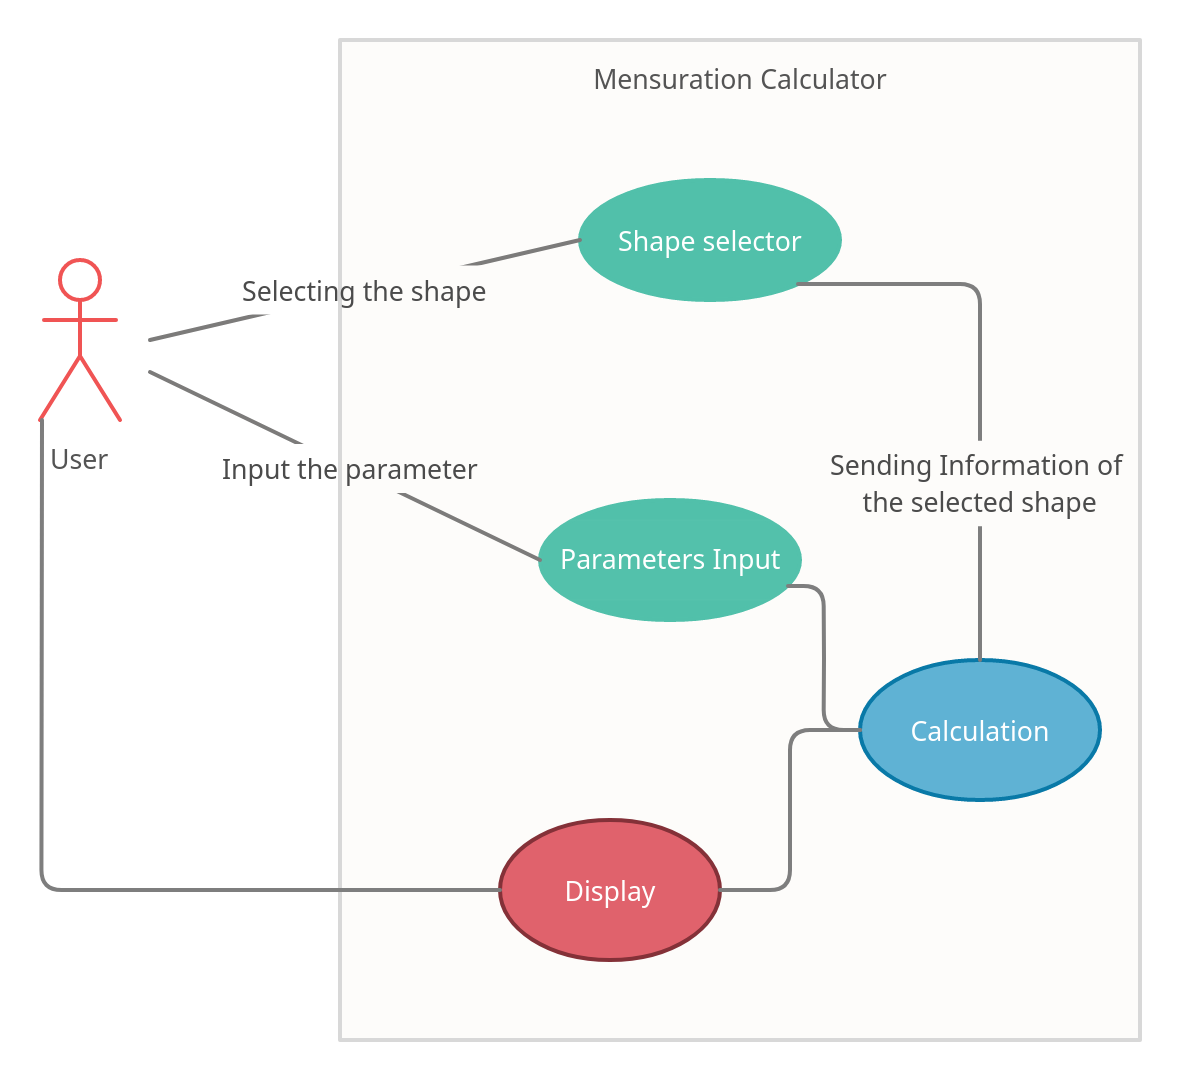 Mensuration Calculator
Shape selector
Selecting the shape
User
Input the parameter
Sending Information of
the selected shape
Parameters Input
Calculation
Display